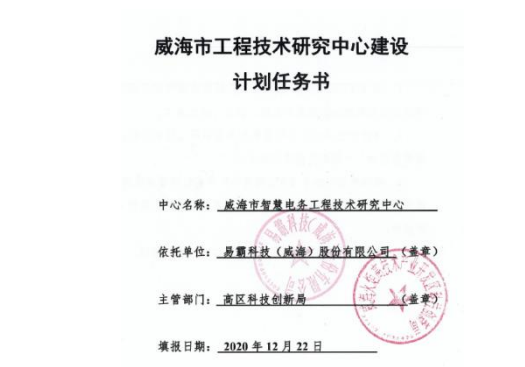 威海市工程技术研究中心建设
计划任务书
中心名称： 威海市智慧电务工程技术研究中心
依托单位： 易霸科技（威海）股份有限公司 （盖章）
主管部门： 高区科技创新局 （盖章）
填报日期： 2020 年 12 月 22 日